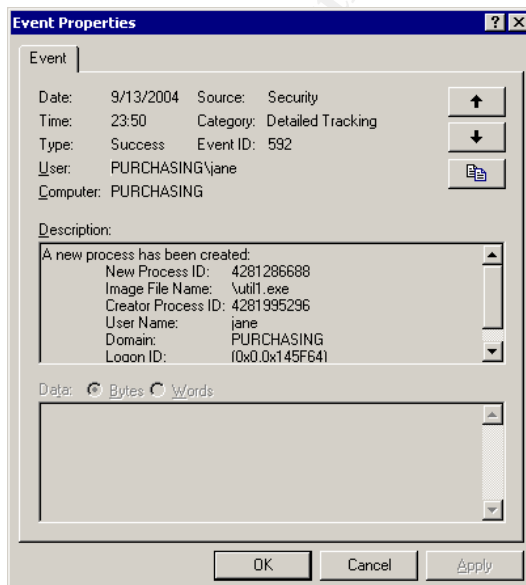 Event Properties
Event
Date: 9/13/2004 Source: Security
Time: 23:50 Category: Detailed Tracking
Type: Success Event ID: 592
User: PURCHASING\jane
Computer: PURCHASING
Description:
A new process has been created:
New Process ID: 4281286688
Image File Name: \util1.exe
Creator Process ID: 4281995296
User Name: jane
Domain: PURCHASING
Logon ID: (0x0,0x145F64)
Data: Bytes Words
OK Cancel Apply